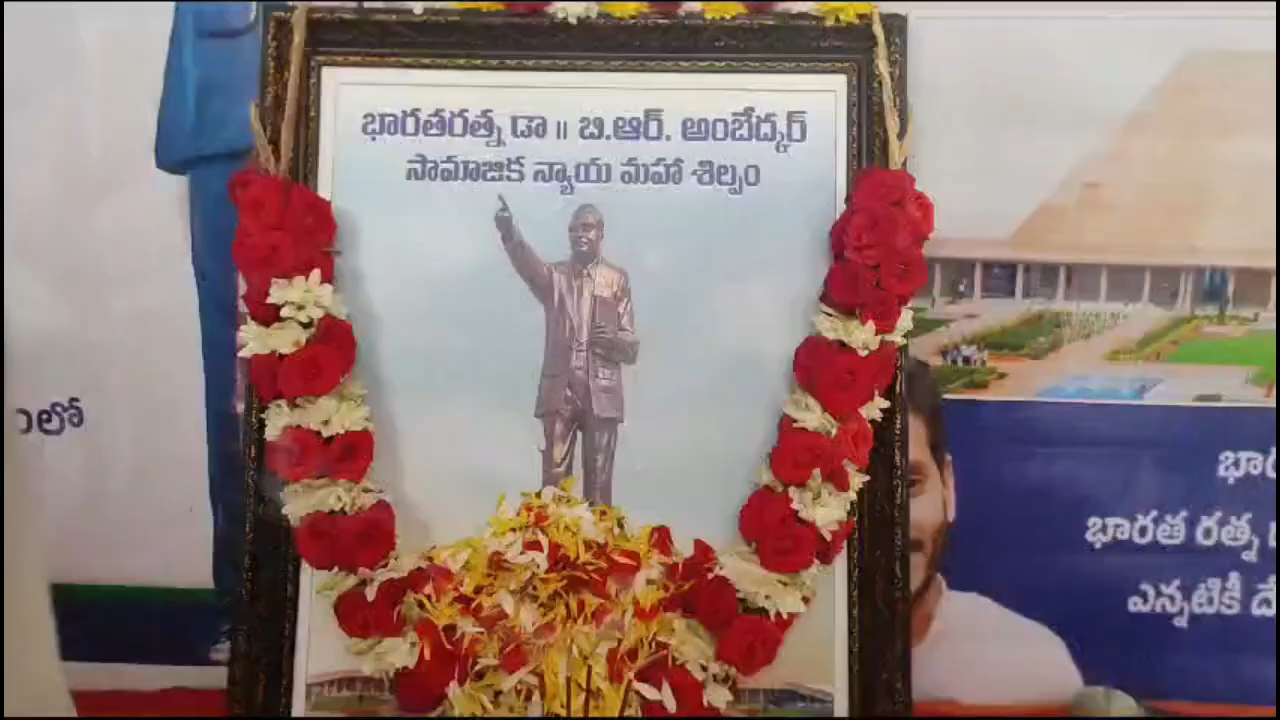 భారతరత్న డా॥ బి.ఆర్. అంబేద్కర్
సామాజిక న్యాయ మహా శిల్పం
భారత రత్న
ఎన్నటికీ